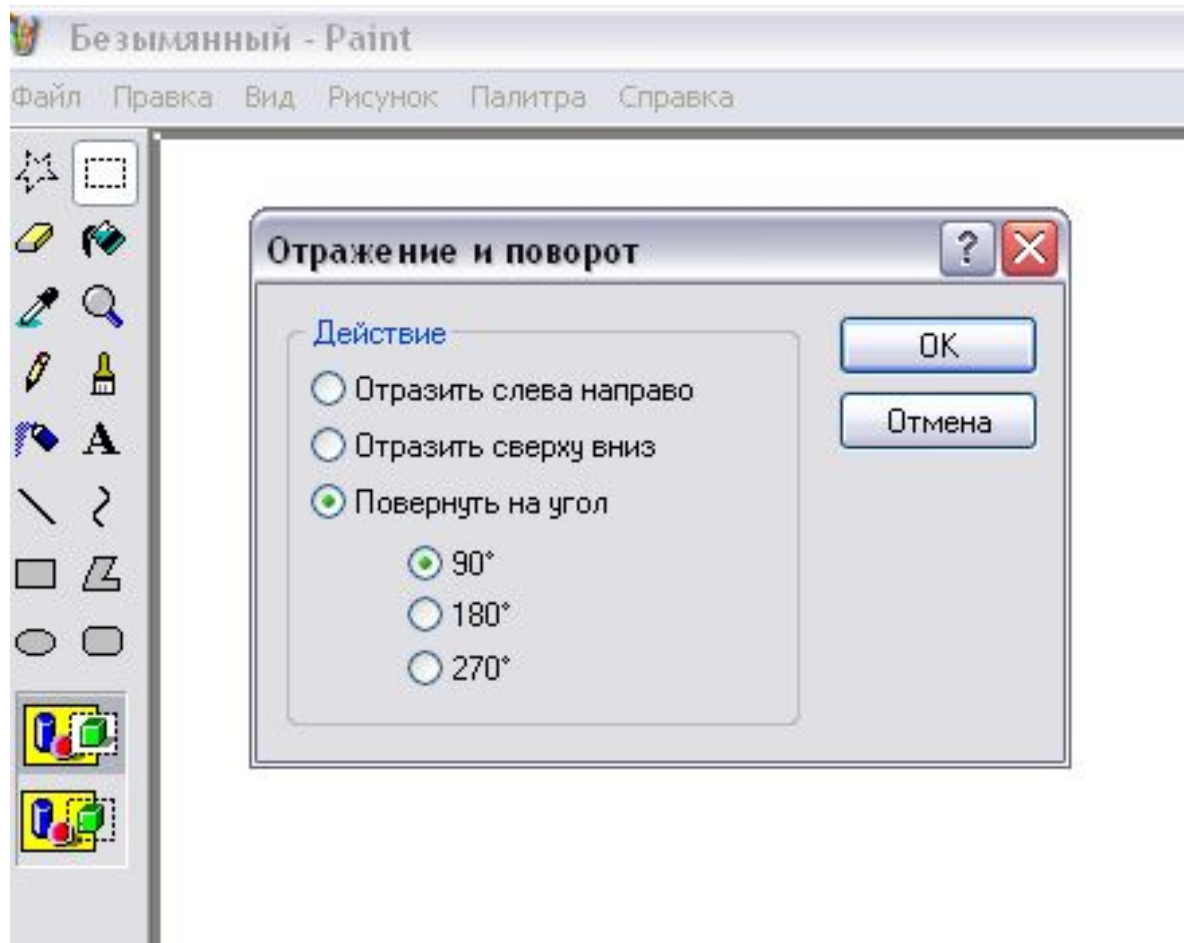 Безымянный - Paint
Файл Правка Вид Рисунок Палитра Справка
Отражение и поворот
Действие
Отразить слева направо
Отразить сверху вниз
Повернуть на угол
90°
180°
270°
OK
Отмена
A
?